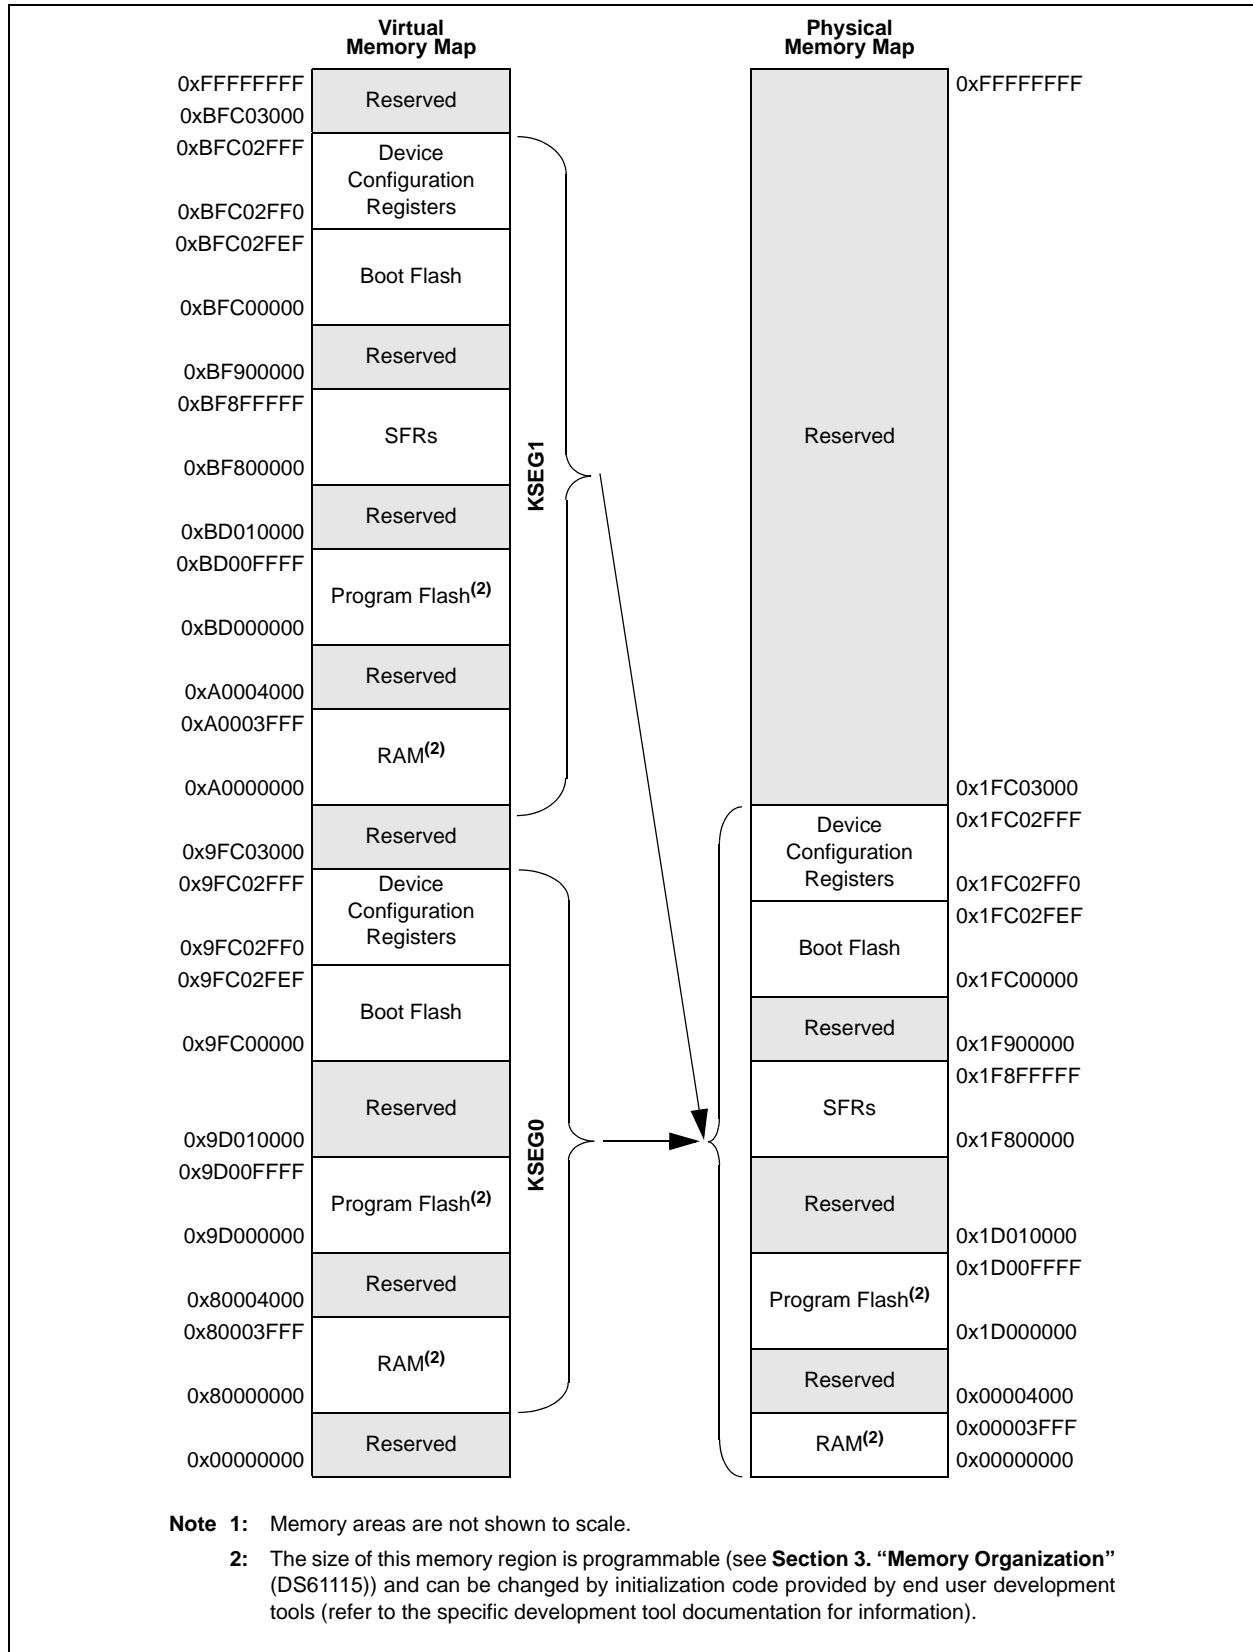 Virtual
Memory Map
0xFFFFFFFF
Reserved
0xBFC03000
0xBFC02FFF
Device
Configuration
Registers
0xBFC02FF0
0xBFC02FEF
Boot Flash
0xBFC00000
Reserved
0xBF900000
0xBF8FFFFF
SFRs
0xBF800000
Reserved
0xBD010000
0xBD00FFFF
Program Flash(2)
0xBD000000
Reserved
0xA0004000
0xA0003FFF
RAM(2)
0xA0000000
Reserved
0x9FC03000
0x9FC02FFF
Device
Configuration
Registers
0x9FC02FF0
0x9FC02FEF
Boot Flash
0x9FC00000
Reserved
0x9D010000
0x9D00FFFF
Program Flash(2)
0x9D000000
Reserved
0x80004000
0x80003FFF
RAM(2)
0x80000000
Reserved
0x00000000
KSEG1
KSEG0
Physical
Memory Map
0xFFFFFFFF
Reserved
0x1FC03000
0x1FC02FFF
Device
Configuration
Registers
0x1FC02FF0
0x1FC02FEF
Boot Flash
0x1FC00000
Reserved
0x1F900000
0x1F8FFFFF
SFRs
0x1F800000
Reserved
0x1D010000
0x1D00FFFF
Program Flash(2)
0x1D000000
Reserved
0x00004000
0x00003FFF
RAM(2)
0x00000000
Note 1: Memory areas are not shown to scale.
2: The size of this memory region is programmable (see Section 3. “Memory Organization”
(DS61115)) and can be changed by initialization code provided by end user development
tools (refer to the specific development tool documentation for information).